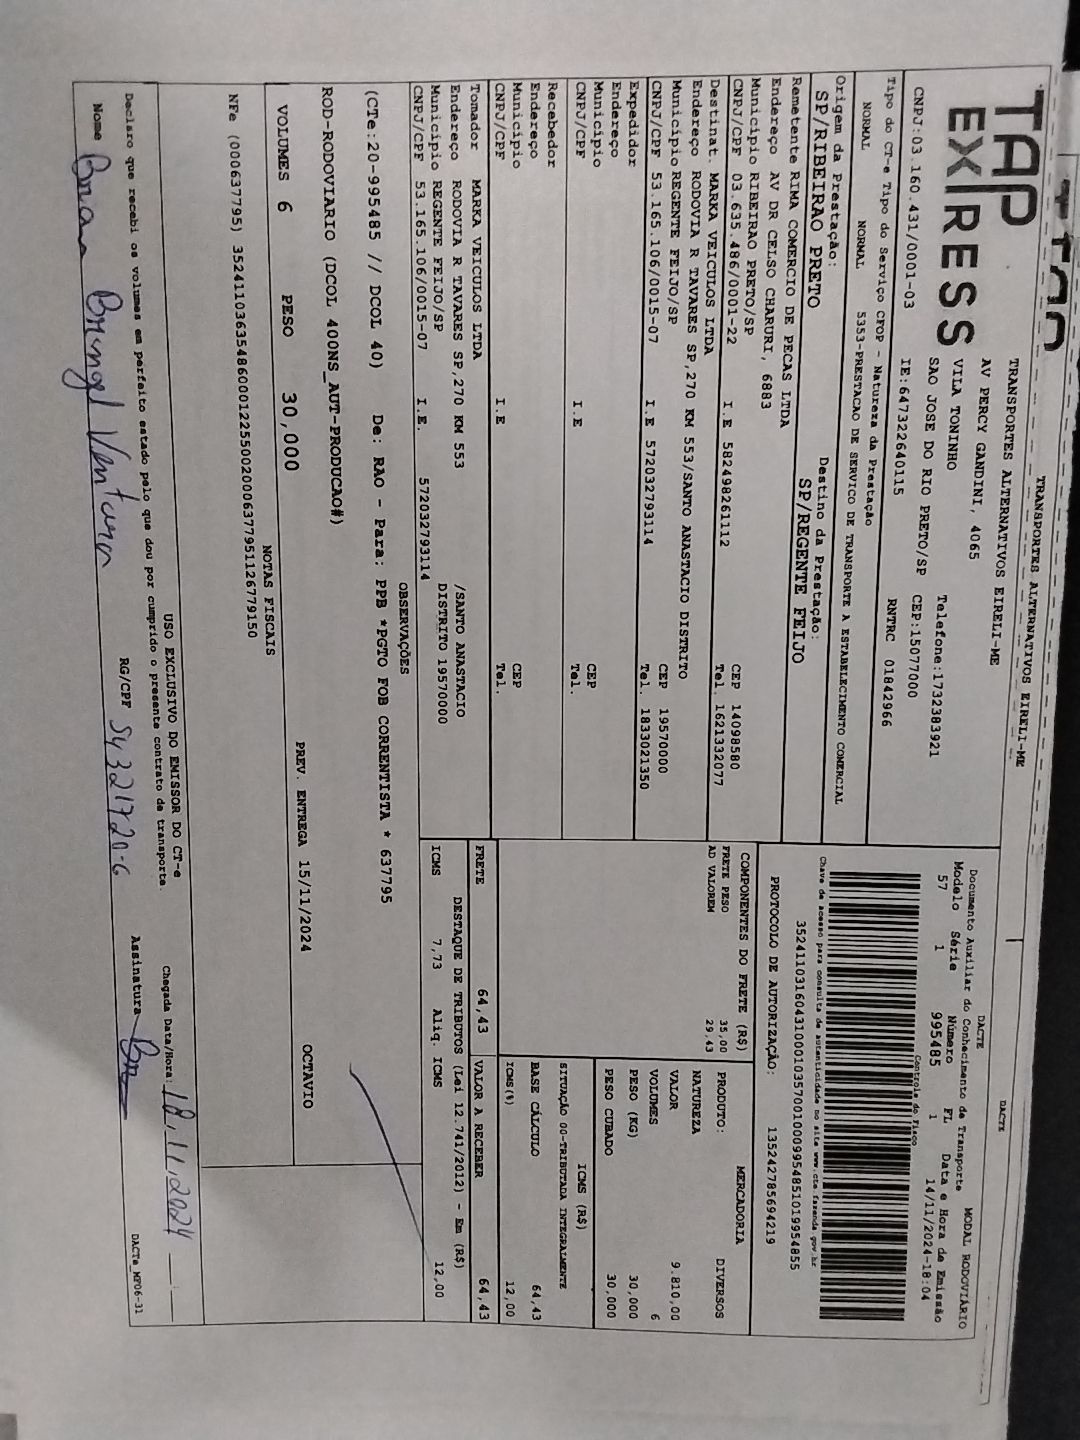 TRANSPORTES ALTERNATIVOS EIRELI-ME
DACTE
TAP
EXPRESS
TRANSPORTES ALTERNATIVOS EIRELI-ME
AV PERCY GANDINI, 4065
VILA TONINHO
SAO JOSE DO RIO PRETO/SP
Telefone:1732383921
CEP:15077000
CNPJ:03.160.431/0001-03
IE:647322640115
RNTRC 01842966
DACTE
Documento Auxiliar do Conhecimento de Transporte
MODAL RODOVIÁRIO
Modelo Série Número FL Data e Hora de Emissão
57 1 995485 1 14/11/2024-18:04
Controle do Fisco
Chave de acesso para consulta de autenticidade no site www.cte.fazenda.gov.br
35241103160431000103570010009954851019954855
PROTOCOLO DE AUTORIZAÇÃO: 135242785694219
Tipo do CT-e Tipo do Serviço CFOP - Natureza da Prestação
NORMAL NORMAL 5353-PRESTACAO DE SERVICO DE TRANSPORTE A ESTABELECIMENTO COMERCIAL
Origem da Prestação: Destino da Prestação:
SP/RIBEIRAO PRETO SP/REGENTE FEIJO
Remetente RIMA COMERCIO DE PECAS LTDA
Endereço AV DR CELSO CHARURI, 6883
Município RIBEIRAO PRETO/SP CEP 14098580
CNPJ/CPF 03.635.486/0001-22 I.E 582498261112 Tel. 1621332077
Destinat. MARKA VEICULOS LTDA
Endereço RODOVIA R TAVARES SP,270 KM 553/SANTO ANASTACIO DISTRITO
Município REGENTE FEIJO/SP CEP 19570000
CNPJ/CPF 53.165.106/0015-07 I.E 572032793114 Tel. 1833021350
Expedidor
Endereço
Município CEP
CNPJ/CPF I.E Tel.
Recebedor
Endereço
Município CEP
CNPJ/CPF I.E Tel.
Tomador MARKA VEICULOS LTDA
Endereço RODOVIA R TAVARES SP,270 KM 553 /SANTO ANASTACIO
Município REGENTE FEIJO/SP DISTRITO 19570000
CNPJ/CPF 53.165.106/0015-07 I.E. 572032793114
COMPONENTES DO FRETE (R$)
FRETE PESO 35,00
AD VALOREM 29,43
MERCADORIA
PRODUTO: DIVERSOS
NATUREZA
VALOR 9.810,00
VOLUMES 6
PESO (KG) 30,000
PESO CUBADO 30,000
ICMS (R$)
SITUAÇÃO 00-TRIBUTADA INTEGRALMENTE
BASE CÁLCULO 64,43
ICMS(%) 12,00
FRETE 64,43 VALOR A RECEBER 64,43
DESTAQUE DE TRIBUTOS (Lei 12.741/2012) - Em (R$)
ICMS 7,73 Aliq. ICMS 12,00
OBSERVAÇÕES
(CTe:20-995485 // DCOL 40) De: RAO - Para: PPB *PGTO FOB CORRENTISTA * 637795
ROD-RODOVIARIO (DCOL 400NS_AUT-PRODUCAO#)
VOLUMES 6 PESO 30,000 PREV. ENTREGA 15/11/2024 OCTAVIO
NOTAS FISCAIS
NFe (000637795) 35241103635486000122550020006377951126779150
USO EXCLUSIVO DO EMISSOR DO CT-e
Declaro que recebi os volumes em perfeito estado pelo que dou por cumprido o presente contrato de transporte.
Chegada Data/Hora: 18/11/2024
Nome RG/CPF 54321720-6 Assinatura
DACTe_MF06-31